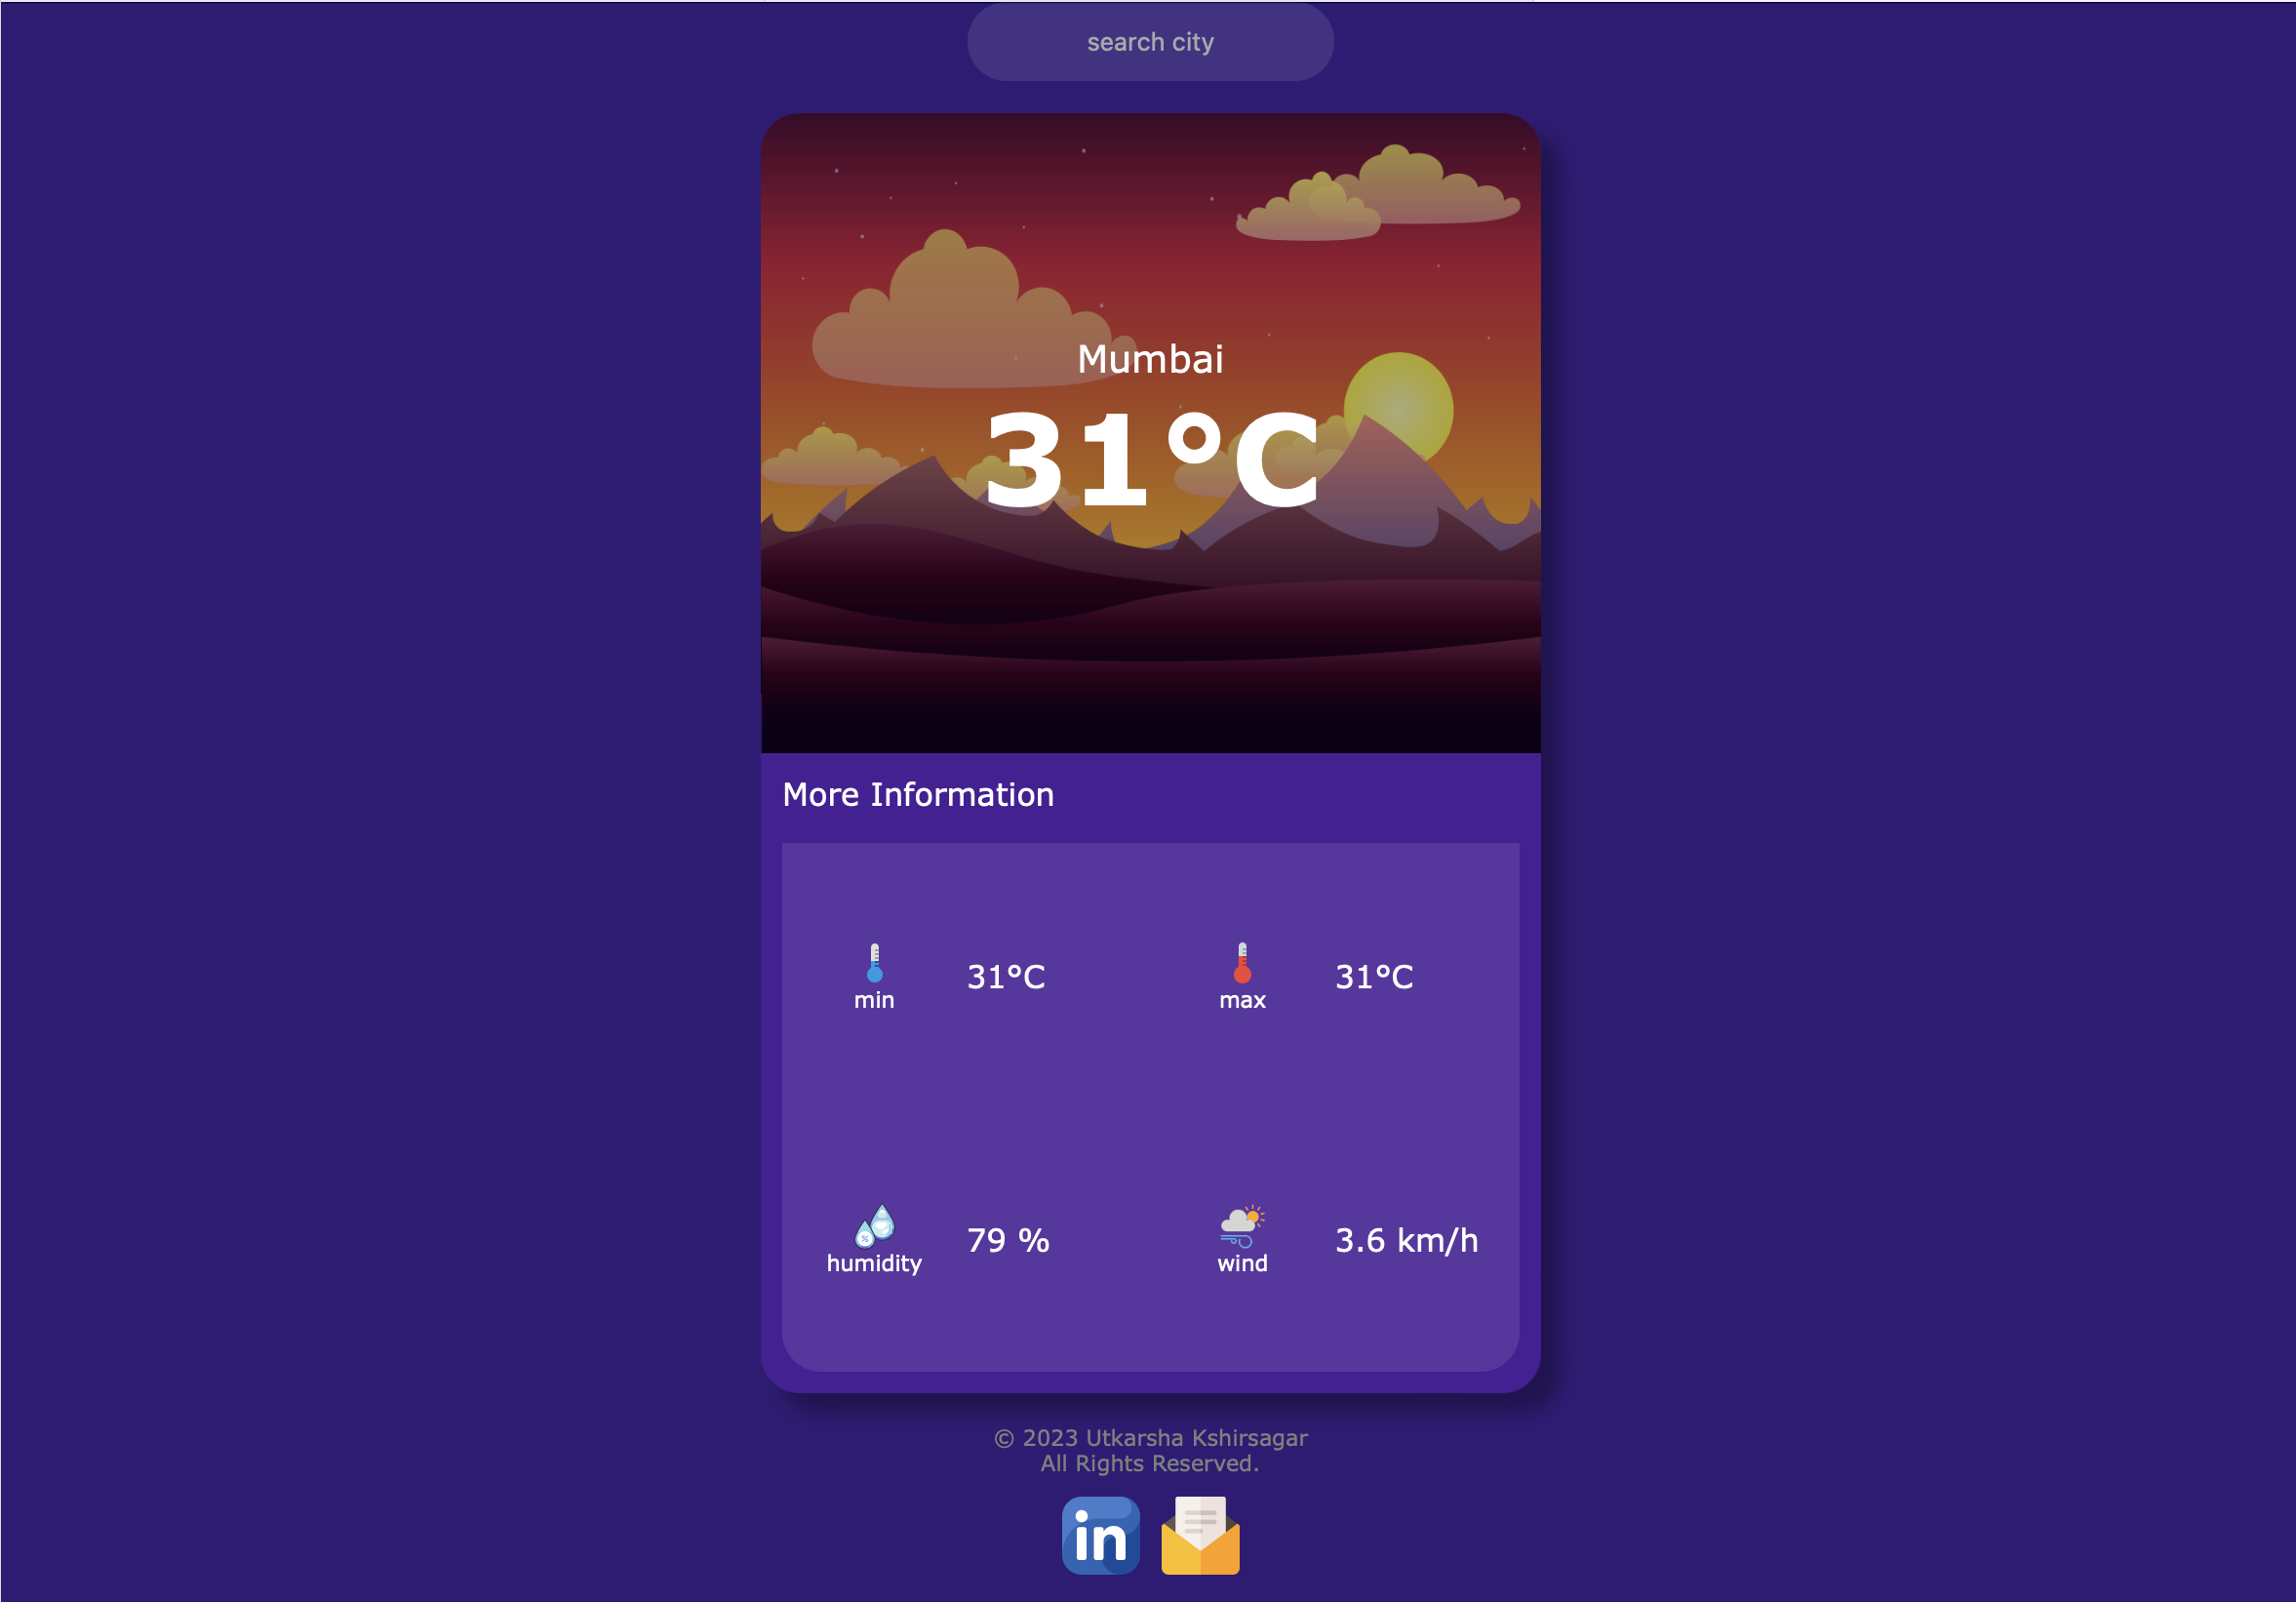 search city
Mumbai
31°C
More Information
31°C
min
31°C
max
79 %
humidity
3.6 km/h
wind
© 2023 Utkarsha Kshirsagar
All Rights Reserved.
in